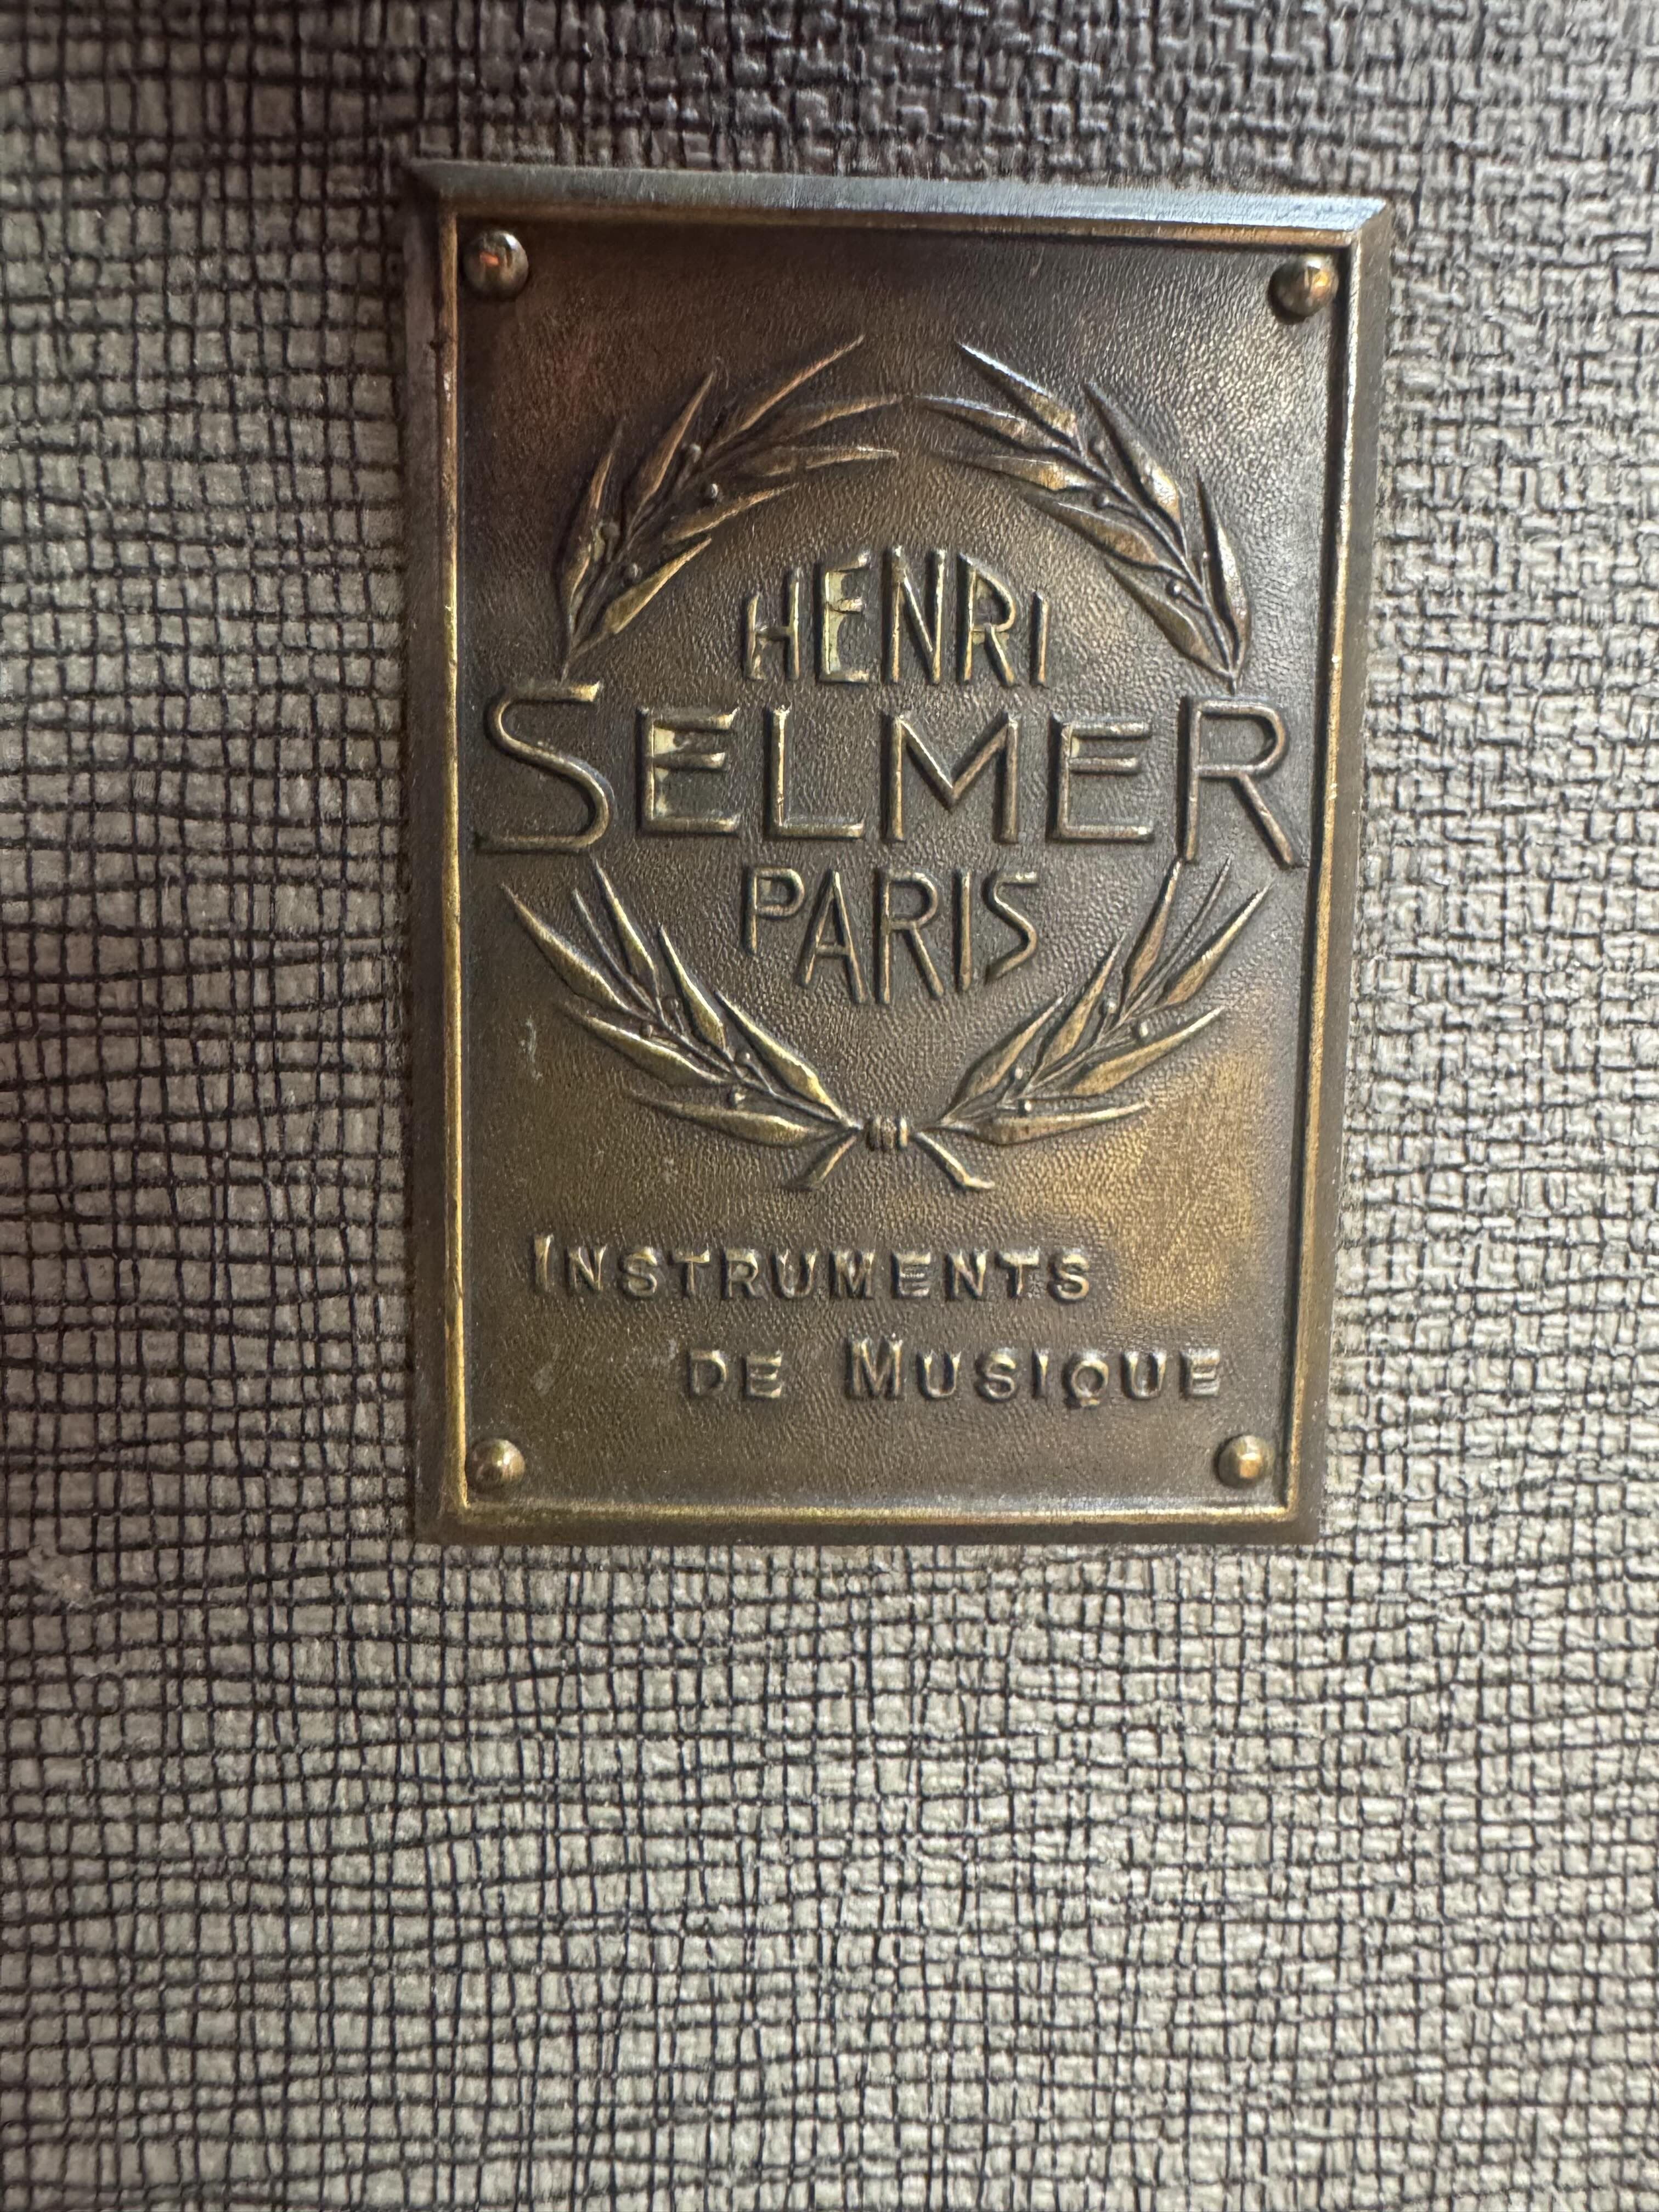 HENRI
SELMER
PARIS
INSTRUMENTS
DE MUSIQUE